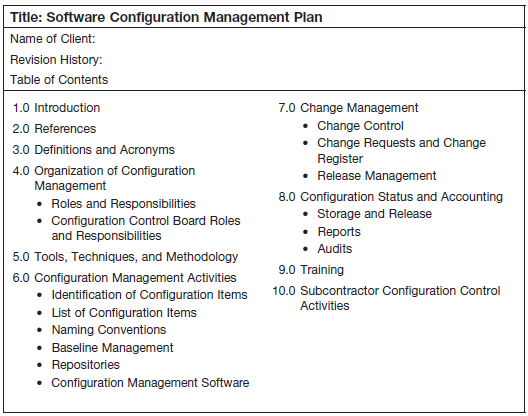 Title: Software Configuration Management Plan
Name of Client:
Revision History:
Table of Contents
1.0 Introduction
2.0 References
3.0 Definitions and Acronyms
4.0 Organization of Configuration
Management
• Roles and Responsibilities
• Configuration Control Board Roles
and Responsibilities
5.0 Tools, Techniques, and Methodology
6.0 Configuration Management Activities
• Identification of Configuration Items
• List of Configuration Items
• Naming Conventions
• Baseline Management
• Repositories
• Configuration Management Software
7.0 Change Management
• Change Control
• Change Requests and Change
Register
• Release Management
8.0 Configuration Status and Accounting
• Storage and Release
• Reports
• Audits
9.0 Training
10.0 Subcontractor Configuration Control
Activities